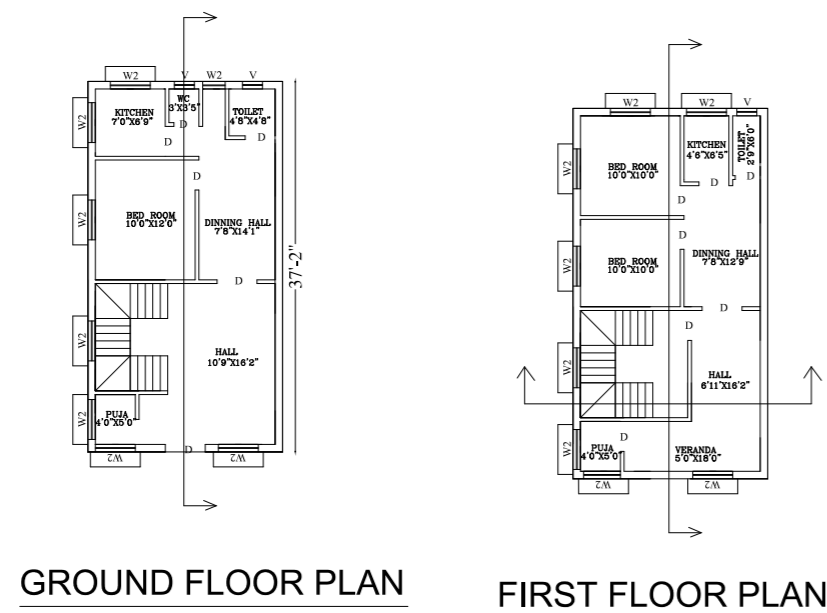 W2 V W2 V
KITCHEN
7'0"X6'9"
WC
3'X3'5"
TOILET
4'8"X4'8"
D
D
D
W2
D
BED ROOM
10'0"X12'0"
DINNING HALL
7'8"X14'1"
W2
D
37'-2"
HALL
10'9"X16'2"
W2
PUJA
4'0"X5'0"
W2
D
W2
W2
GROUND FLOOR PLAN
W2 W2 V
KITCHEN
4'6"X6'5"
TOILET
2'9"X6'0"
BED ROOM
10'0"X10'0"
W2
D
D
D
D
BED ROOM
10'0"X10'0"
DINNING HALL
7'8"X12'9"
W2
D
D
HALL
6'11"X16'2"
W2
D
PUJA
4'0"X5'0"
VERANDA
5'0"X18'0"
W2
W2
W2
FIRST FLOOR PLAN